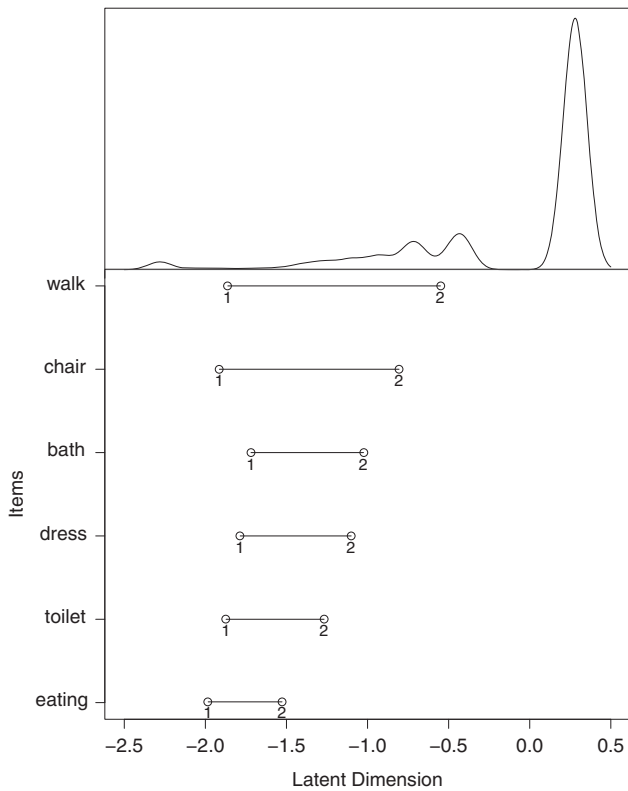 walk
1 2
chair
1 2
bath
1 2
dress
1 2
toilet
1 2
eating
1 2
Items
−2.5 −2.0 −1.5 −1.0 −0.5 0.0 0.5
Latent Dimension